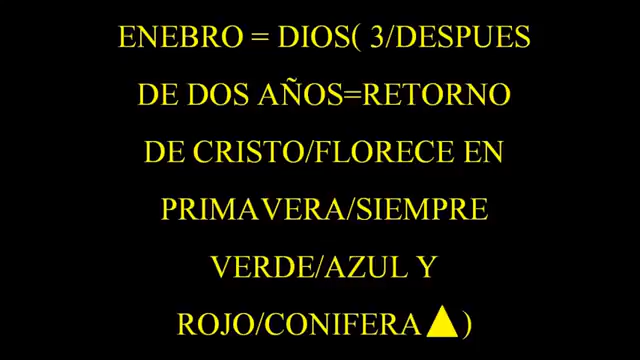 ENEBRO = DIOS( 3/DESPUES
DE DOS AÑOS=RETORNO
DE CRISTO/FLORECE EN
PRIMAVERA/SIEMPRE
VERDE/AZUL Y
ROJO/CONIFERA▲)